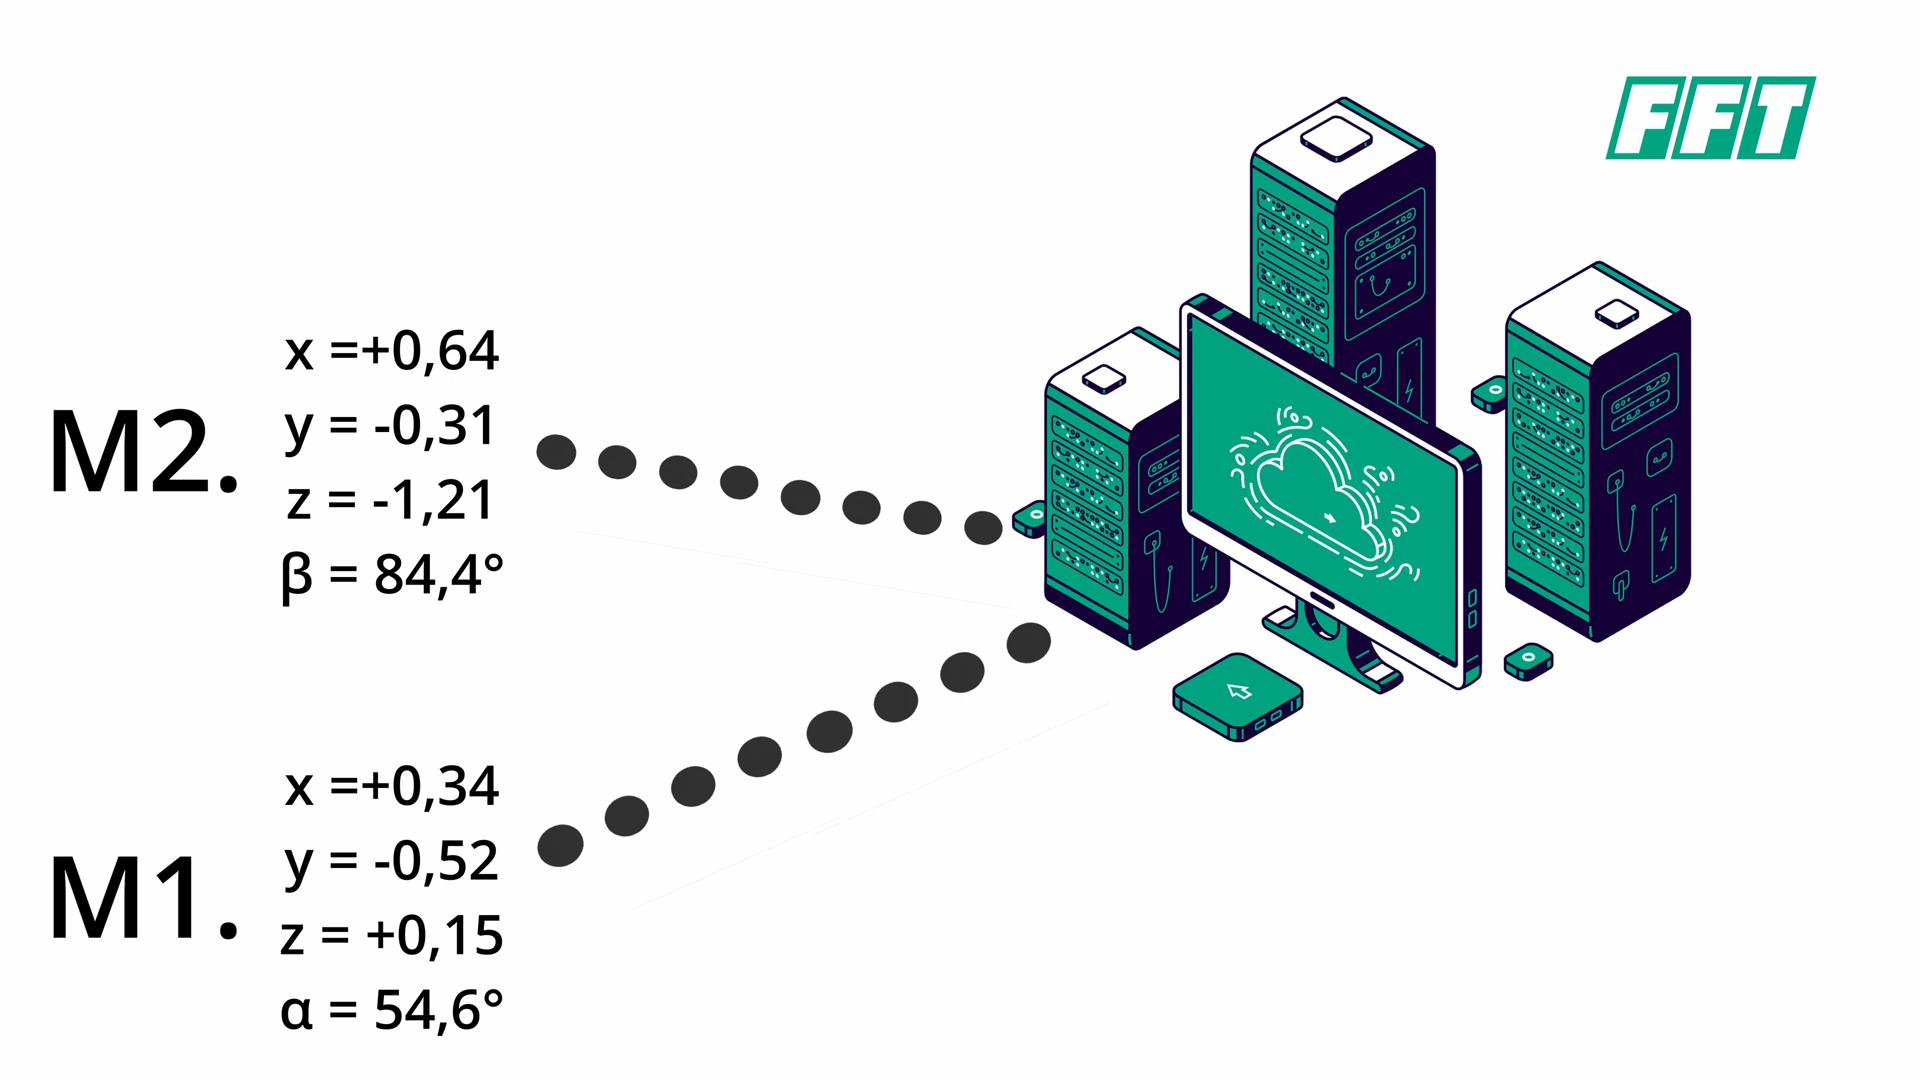 FFT
M2.
x =+0,64
y = -0,31
z = -1,21
β = 84,4°
M1.
x =+0,34
y = -0,52
z = +0,15
α = 54,6°